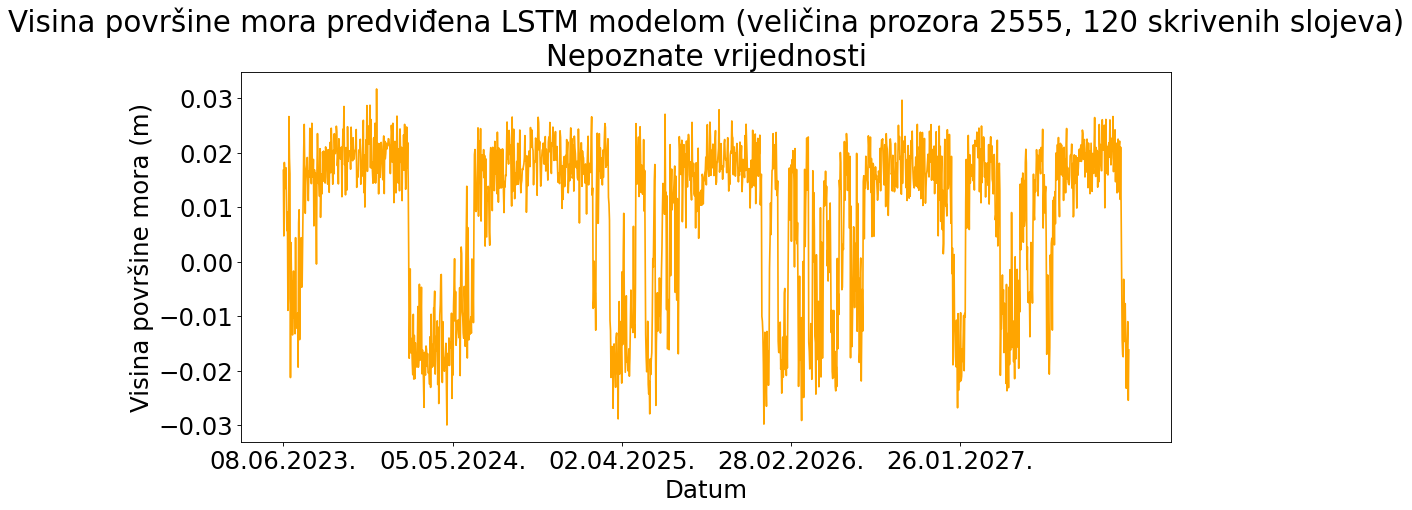 Visina površine mora predviđena LSTM modelom (veličina prozora 2555, 120 skrivenih slojeva)
Nepoznate vrijednosti
Visina površine mora (m)
0.03
0.02
0.01
0.00
−0.01
−0.02
−0.03
08.06.2023. 05.05.2024. 02.04.2025. 28.02.2026. 26.01.2027.
Datum